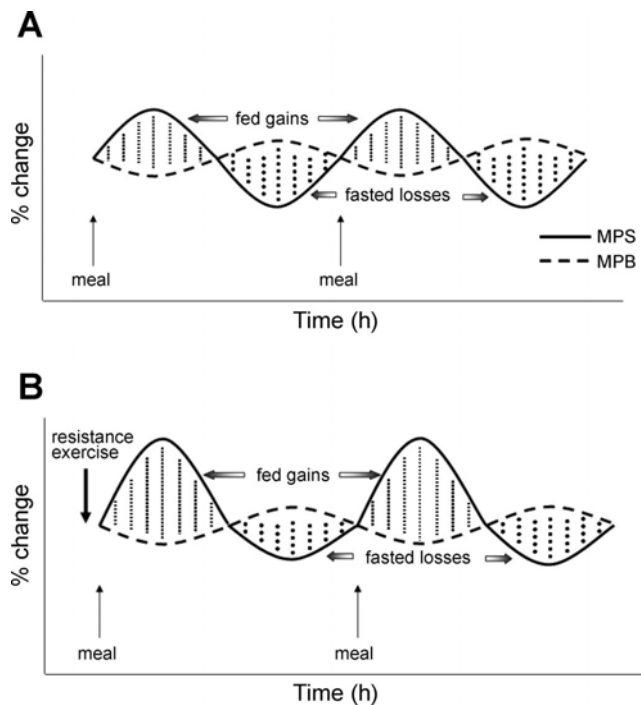 A
fed gains
% change
fasted losses
MPS
MPB
meal
meal
Time (h)
B
resistance
exercise
fed gains
% change
fasted losses
meal
meal
Time (h)